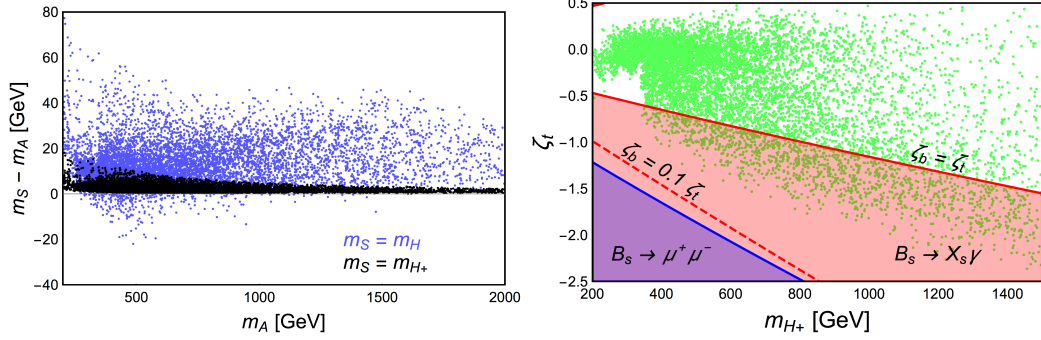 80
60
40
20
0
−20
−40
m_S − m_A [GeV]
m_S = m_H
m_S = m_{H+}
500
1000
1500
2000
m_A [GeV]
0.5
0.0
−0.5
−1.0
−1.5
−2.0
−2.5
ζ_t
ζ_b = ζ_t
ζ_b = 0.1 ζ_t
B_s → μ⁺ μ⁻
B_s → X_s γ
200
400
600
800
1000
1200
1400
m_{H+} [GeV]